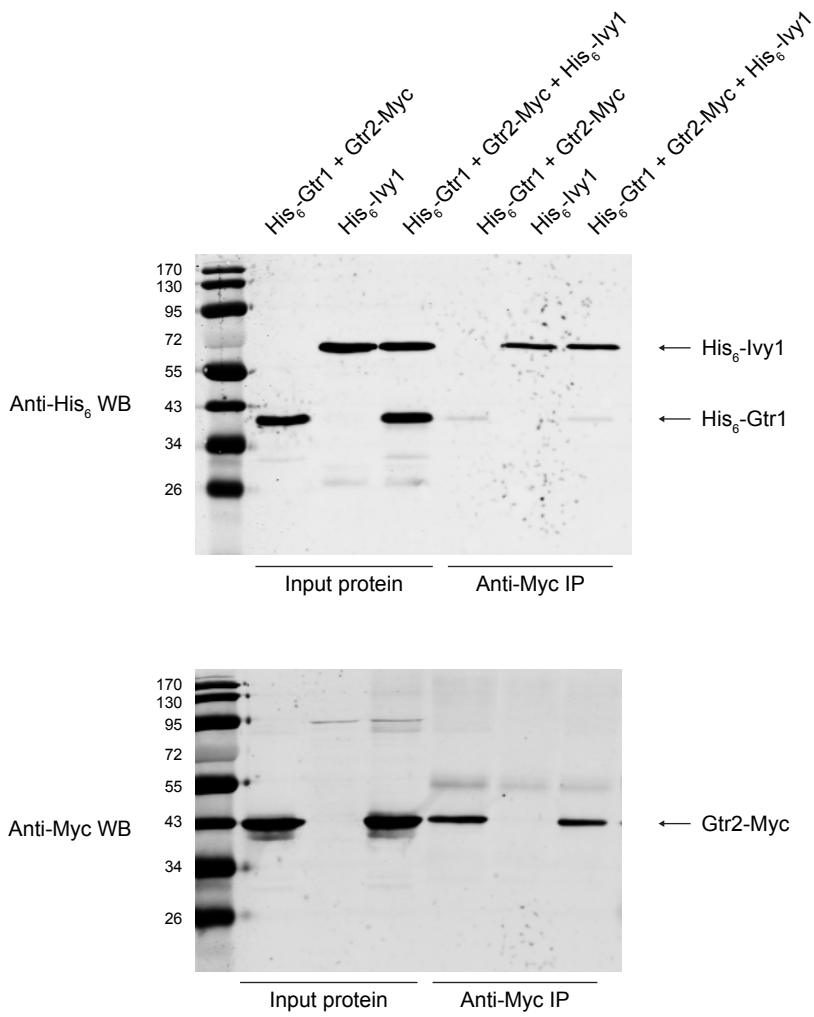 His₆-Gtr1 + Gtr2-Myc
His₆-Ivy1
His₆-Gtr1 + Gtr2-Myc + His₆-Ivy1
His₆-Gtr1 + Gtr2-Myc
His₆-Ivy1
His₆-Gtr1 + Gtr2-Myc + His₆-Ivy1
170
130
95
72
55
43
34
26
Anti-His₆ WB
His₆-Ivy1
His₆-Gtr1
Input protein
Anti-Myc IP
170
130
95
72
55
43
34
26
Anti-Myc WB
Gtr2-Myc
Input protein
Anti-Myc IP